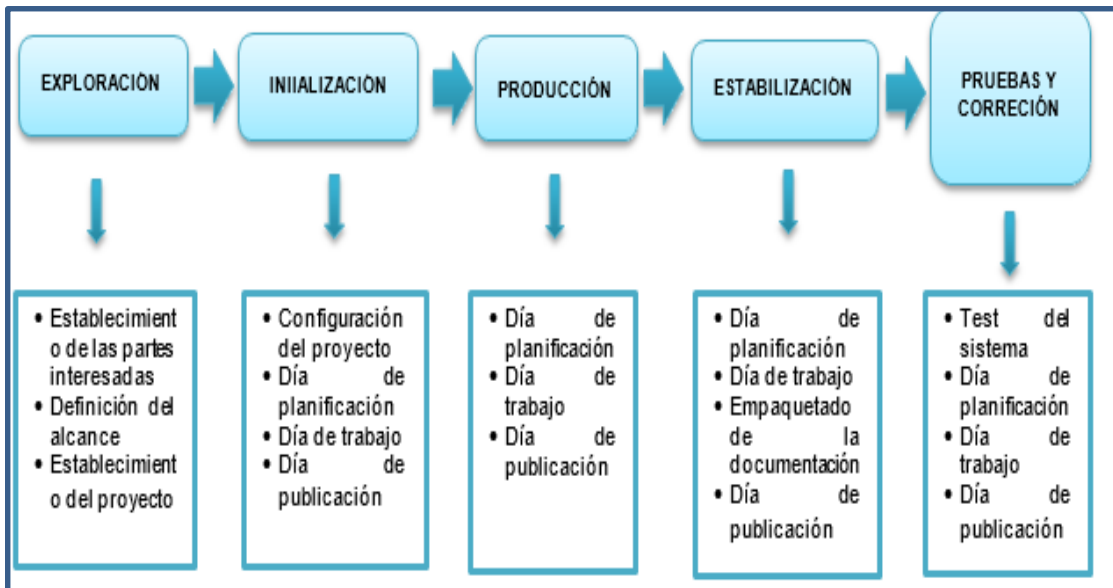 EXPLORACIÓN
INIIALIZACIÓN
PRODUCCIÓN
ESTABILIZACIÓN
PRUEBAS Y
CORRECIÓN
• Establecimient
o de las partes
interesadas
• Definición del
alcance
• Establecimient
o del proyecto
• Configuración
del proyecto
• Día de
planificación
• Día de trabajo
• Día de
publicación
• Día de
planificación
• Día de
trabajo
• Día de
publicación
• Día de
planificación
• Día de trabajo
• Empaquetado
de la
documentación
• Día de
publicación
• Test del
sistema
• Día de
planificación
• Día de
trabajo
• Día de
publicación